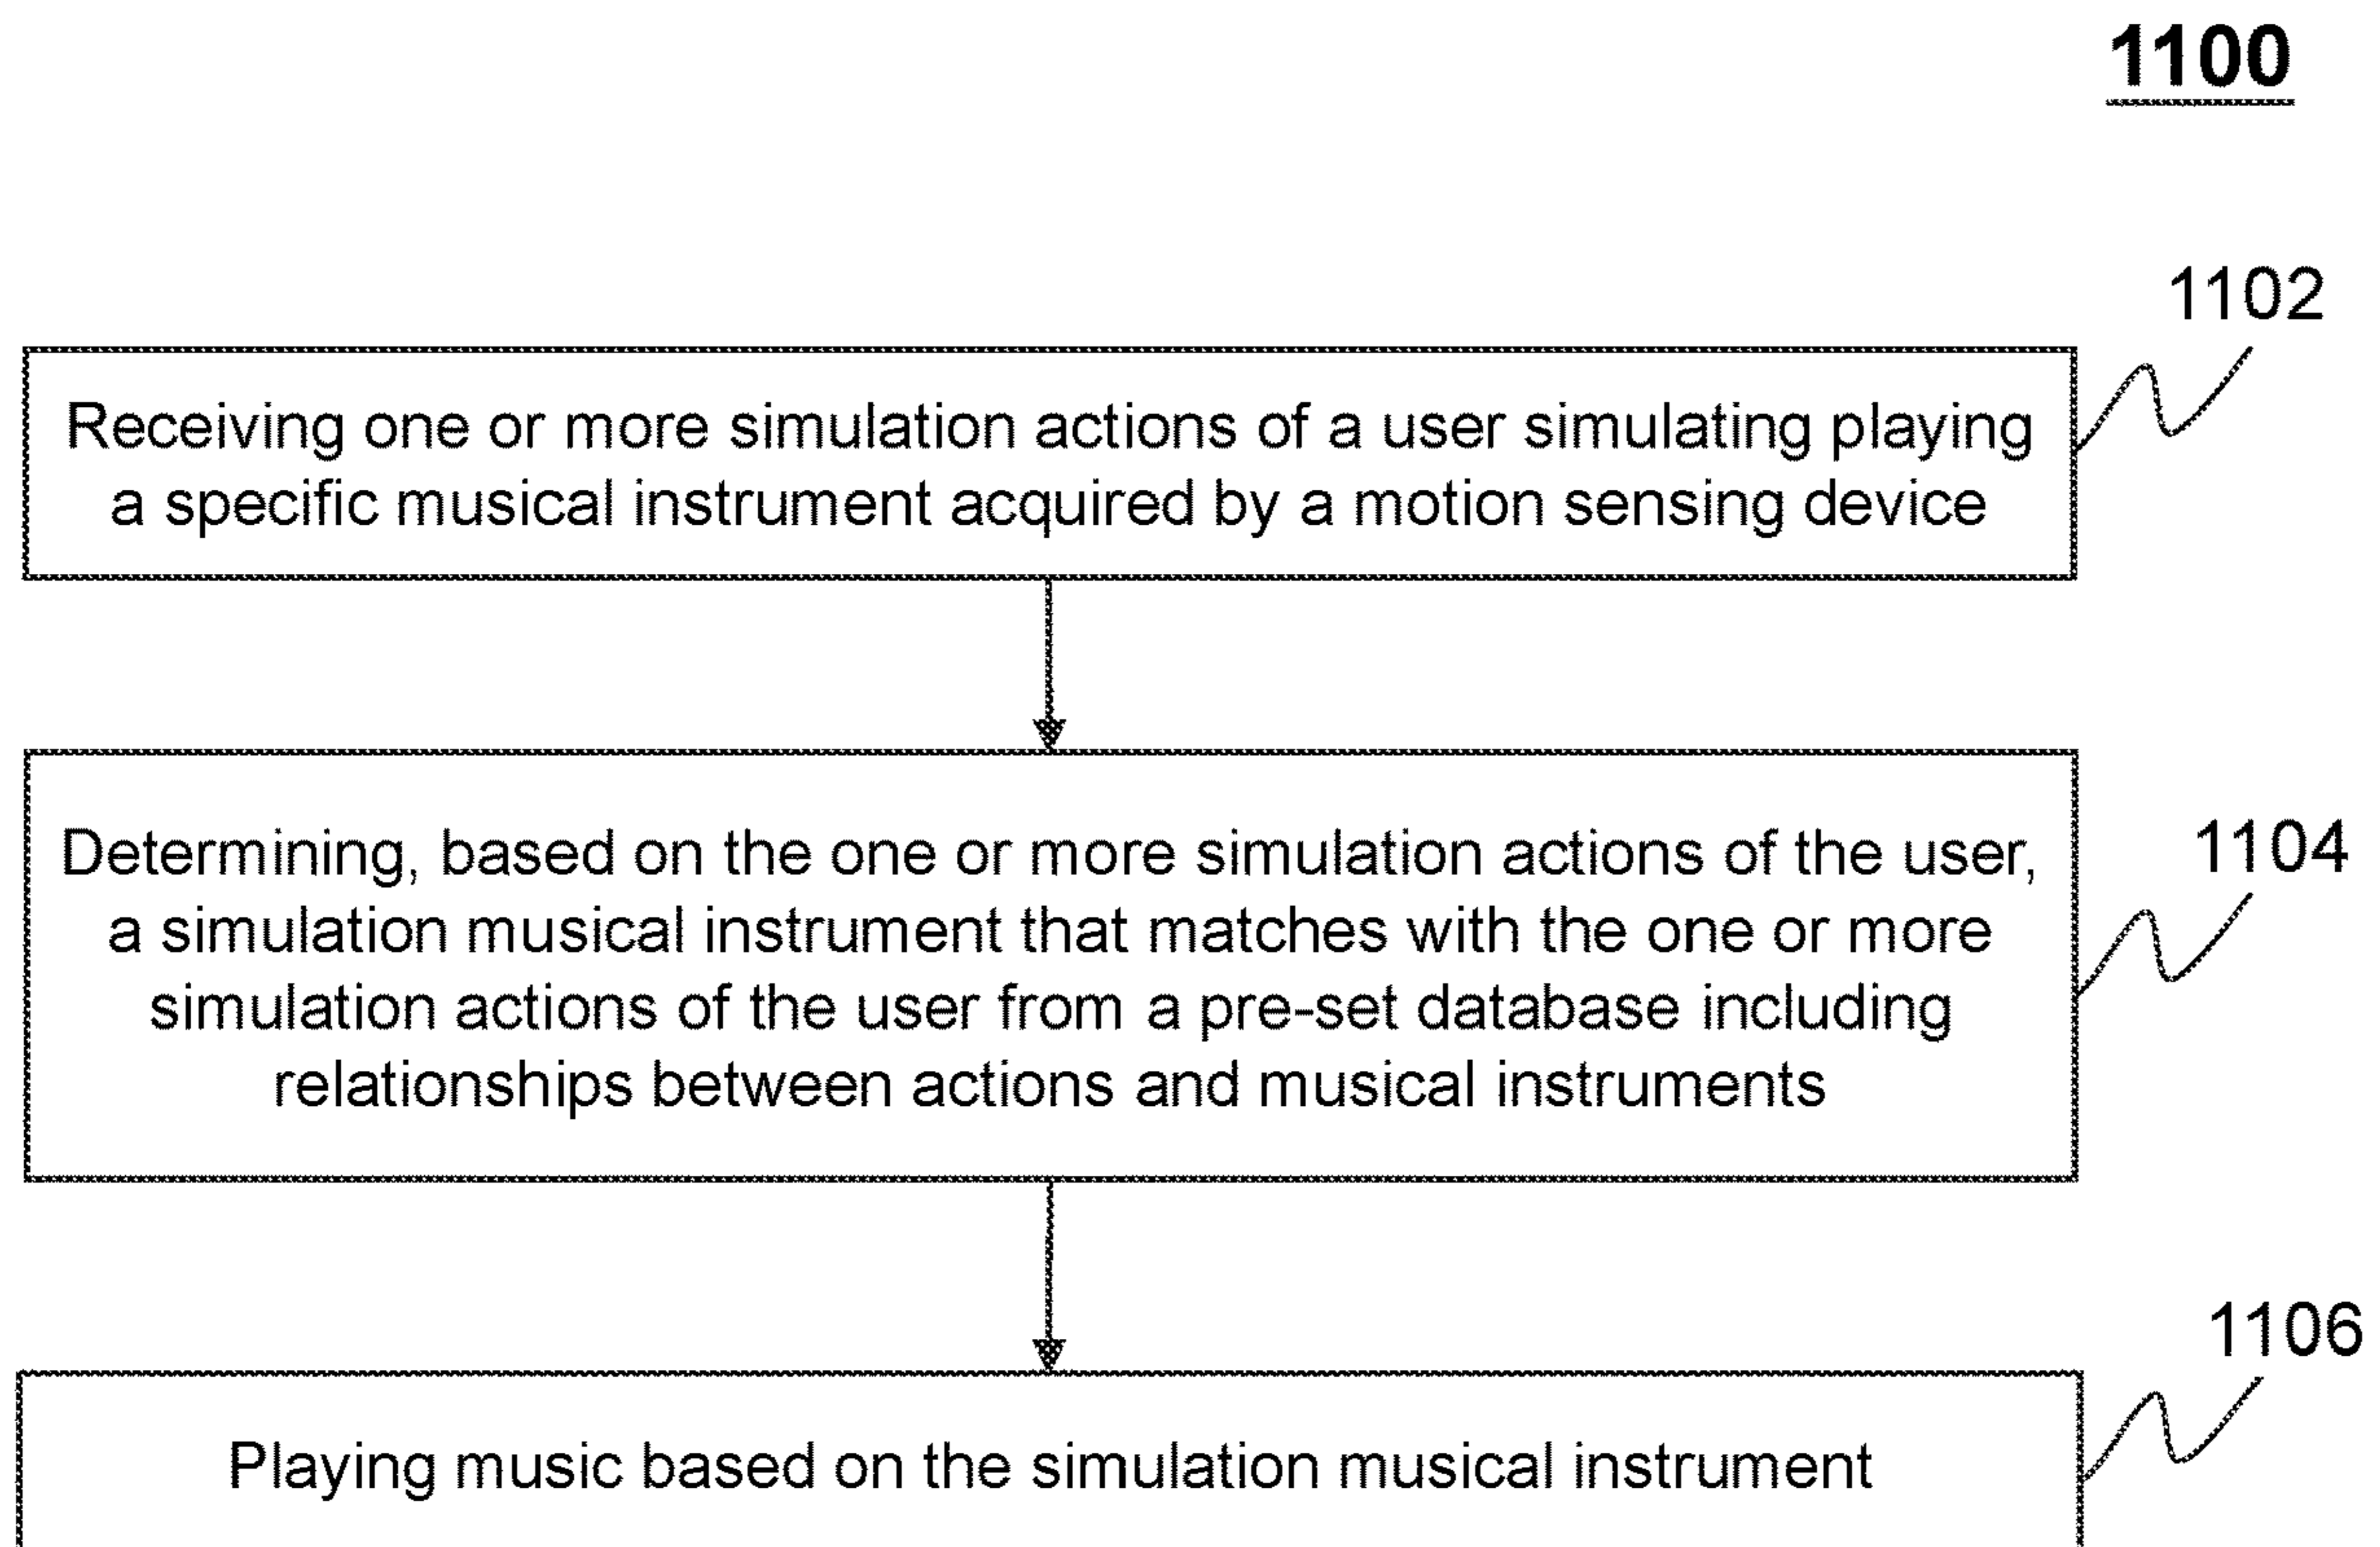 1100
1102
Receiving one or more simulation actions of a user simulating playing
a specific musical instrument acquired by a motion sensing device
1104
Determining, based on the one or more simulation actions of the user,
a simulation musical instrument that matches with the one or more
simulation actions of the user from a pre-set database including
relationships between actions and musical instruments
1106
Playing music based on the simulation musical instrument